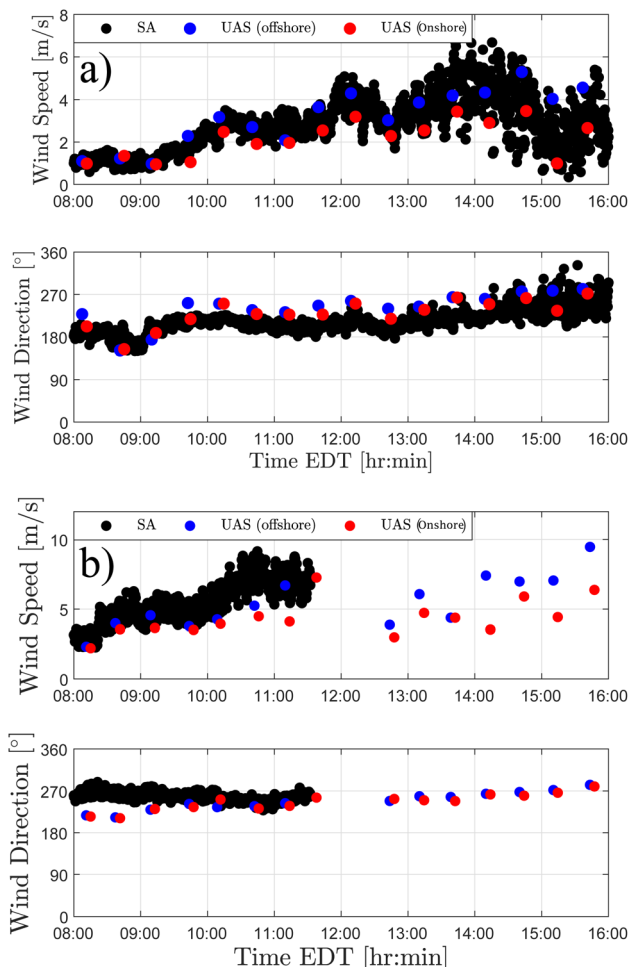 SA UAS (offshore) UAS (Onshore)
a)
Wind Speed [m/s]
8
6
4
2
0
08:00 09:00 10:00 11:00 12:00 13:00 14:00 15:00 16:00
Wind Direction [°]
360
270
180
90
0
08:00 09:00 10:00 11:00 12:00 13:00 14:00 15:00 16:00
Time EDT [hr:min]
SA UAS (offshore) UAS (Onshore)
b)
Wind Speed [m/s]
10
5
0
08:00 09:00 10:00 11:00 12:00 13:00 14:00 15:00 16:00
Wind Direction [°]
360
270
180
90
0
08:00 09:00 10:00 11:00 12:00 13:00 14:00 15:00 16:00
Time EDT [hr:min]